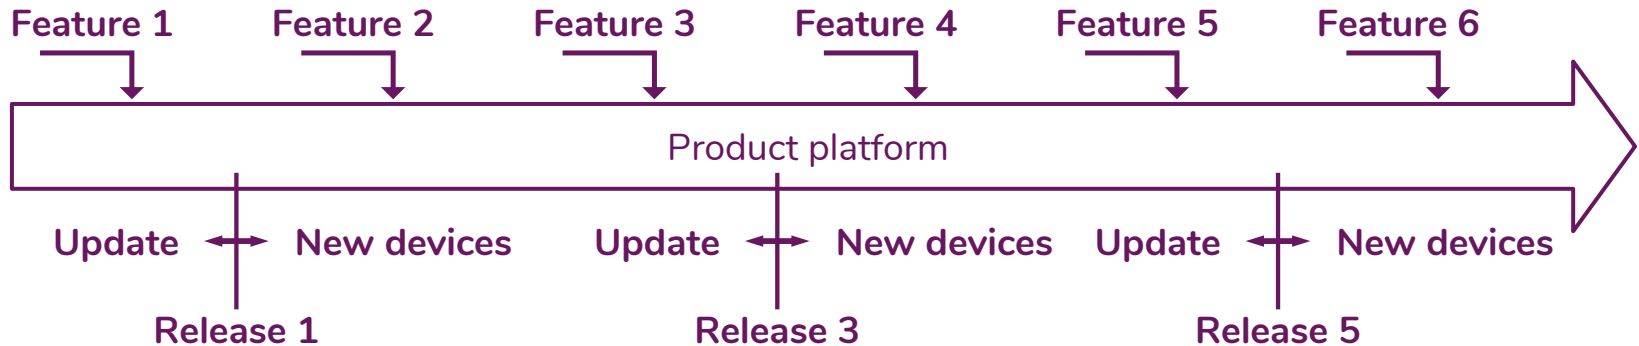 Feature 1 Feature 2 Feature 3 Feature 4 Feature 5 Feature 6
Product platform
Update New devices Update New devices Update New devices
Release 1 Release 3 Release 5